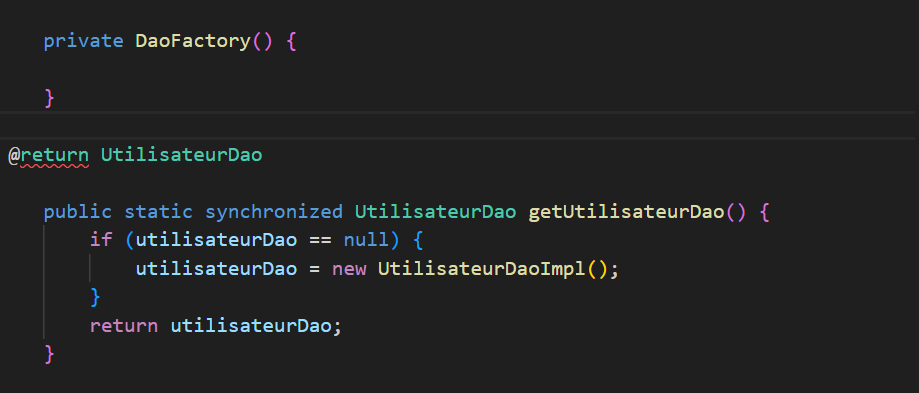 private DaoFactory() {
}
@return UtilisateurDao
public static synchronized UtilisateurDao getUtilisateurDao() {
if (utilisateurDao == null) {
utilisateurDao = new UtilisateurDaoImpl();
}
return utilisateurDao;
}